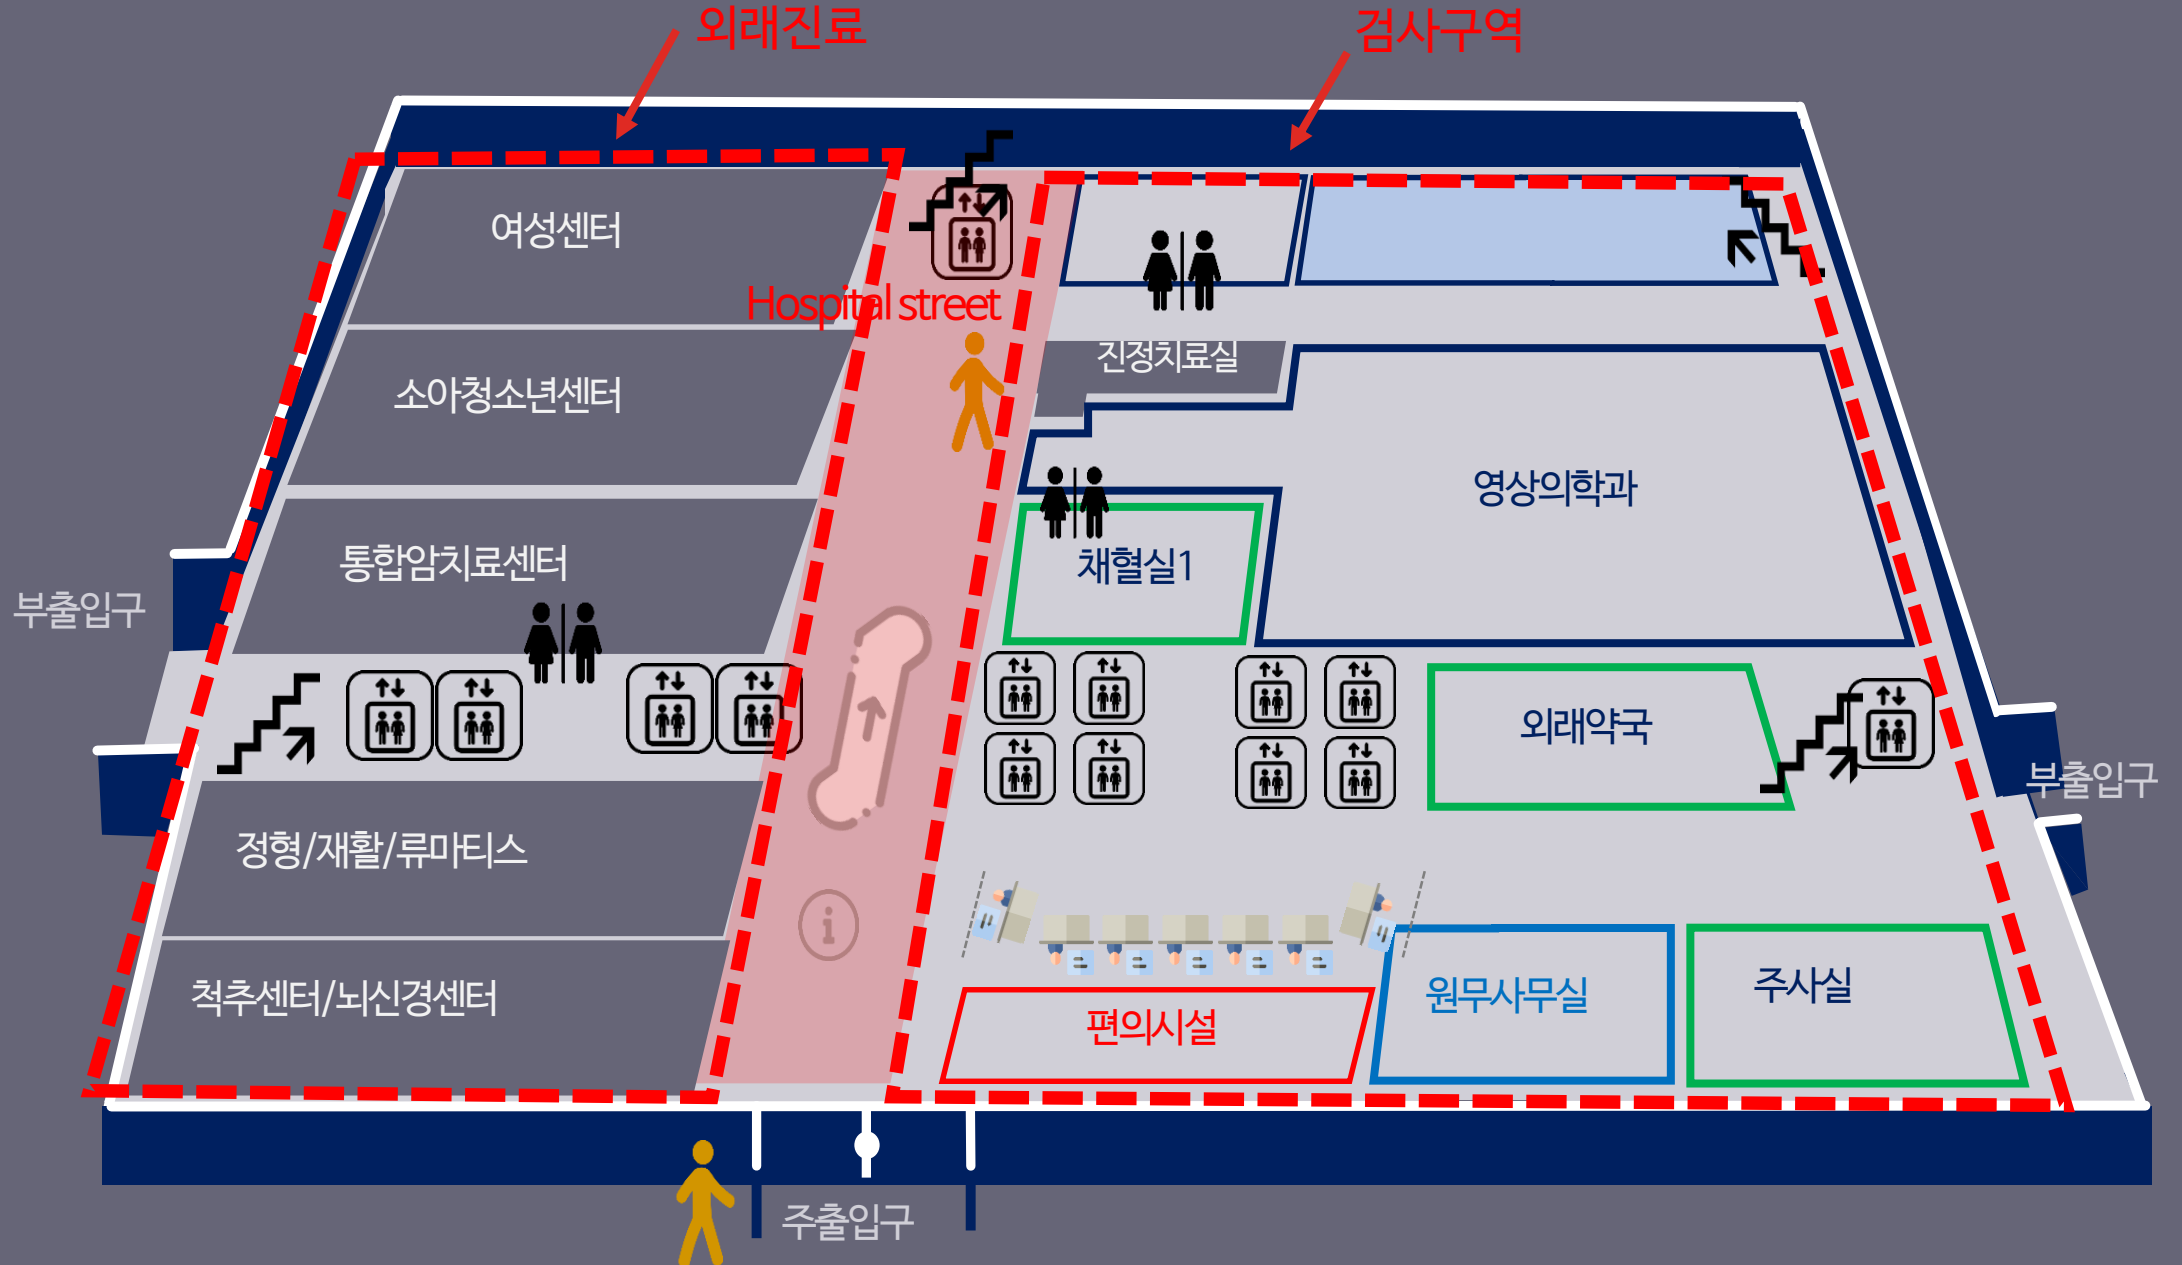 외래진료
검사구역
여성센터
Hospital street
진정치료실
소아청소년센터
영상의학과
통합암치료센터
채혈실1
부출입구
외래약국
부출입구
정형/재활/류마티스
척추센터/뇌신경센터
편의시설
원무사무실
주사실
주출입구